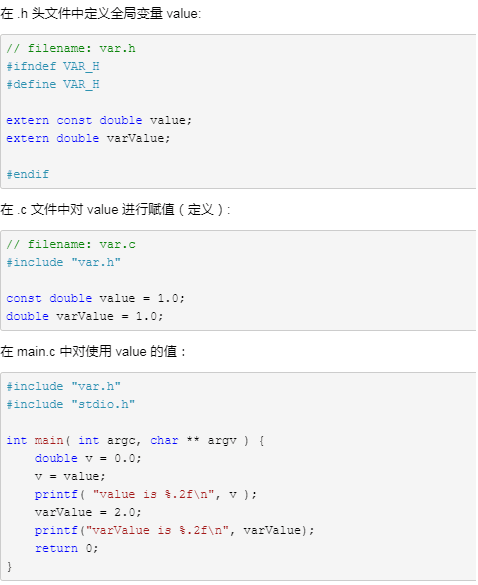 在 .h 头文件中定义全局变量 value:
// filename: var.h
#ifndef VAR_H
#define VAR_H
extern const double value;
extern double varValue;
#endif
在 .c 文件中对 value 进行赋值（定义）:
// filename: var.c
#include "var.h"
const double value = 1.0;
double varValue = 1.0;
在 main.c 中对使用 value 的值：
#include "var.h"
#include "stdio.h"
int main( int argc, char ** argv ) {
    double v = 0.0;
    v = value;
    printf( "value is %.2f\n", v );
    varValue = 2.0;
    printf("varValue is %.2f\n", varValue);
    return 0;
}